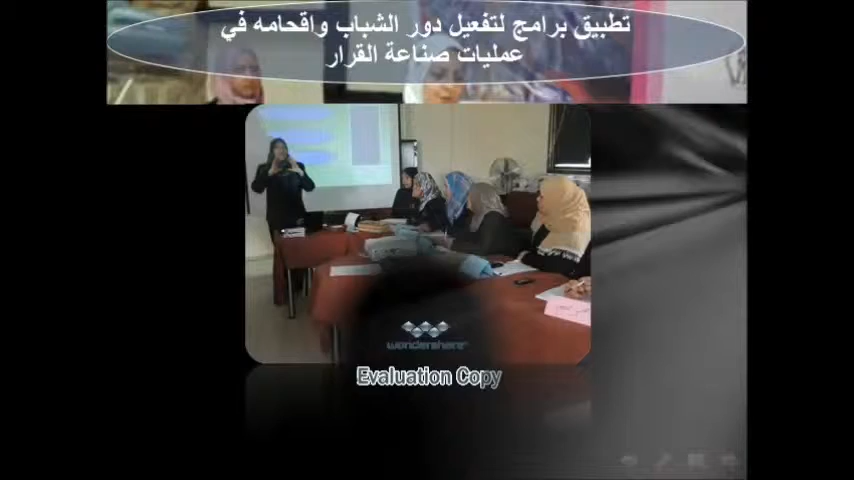 تطبيق برامج لتفعيل دور الشباب واقحامه في
عمليات صناعة القرار
wondershare
Evaluation Copy